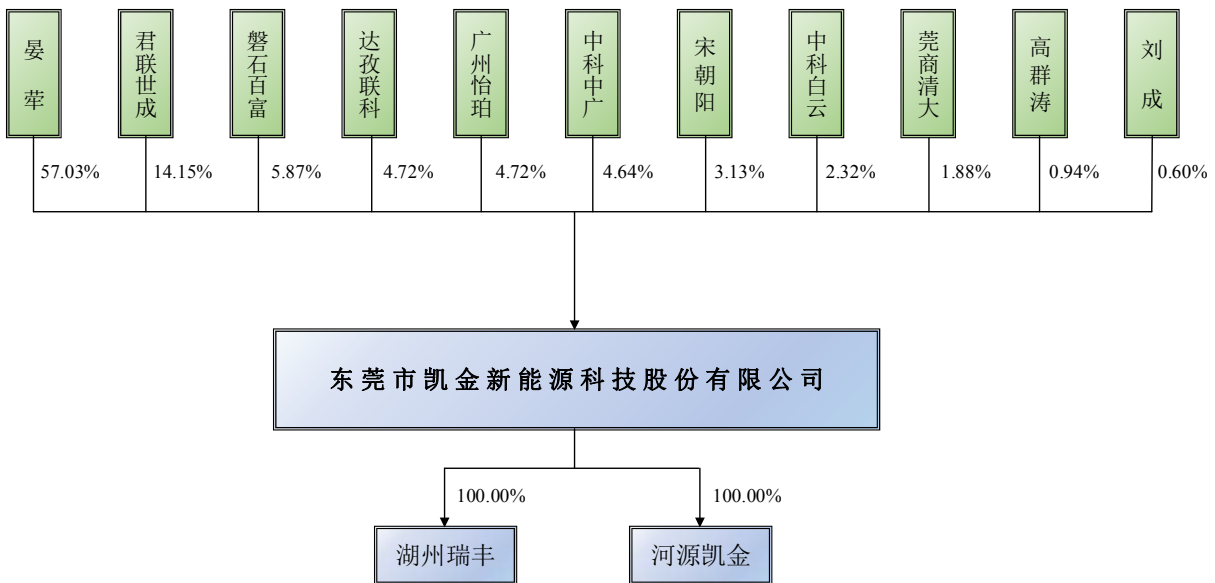 晏荦
君联世成
磐石百富
达孜联科
广州怡珀
中科中广
宋朝阳
中科白云
莞商清大
高群涛
刘成
57.03%
14.15%
5.87%
4.72%
4.72%
4.64%
3.13%
2.32%
1.88%
0.94%
0.60%
东莞市凯金新能源科技股份有限公司
100.00%
100.00%
湖州瑞丰
河源凯金